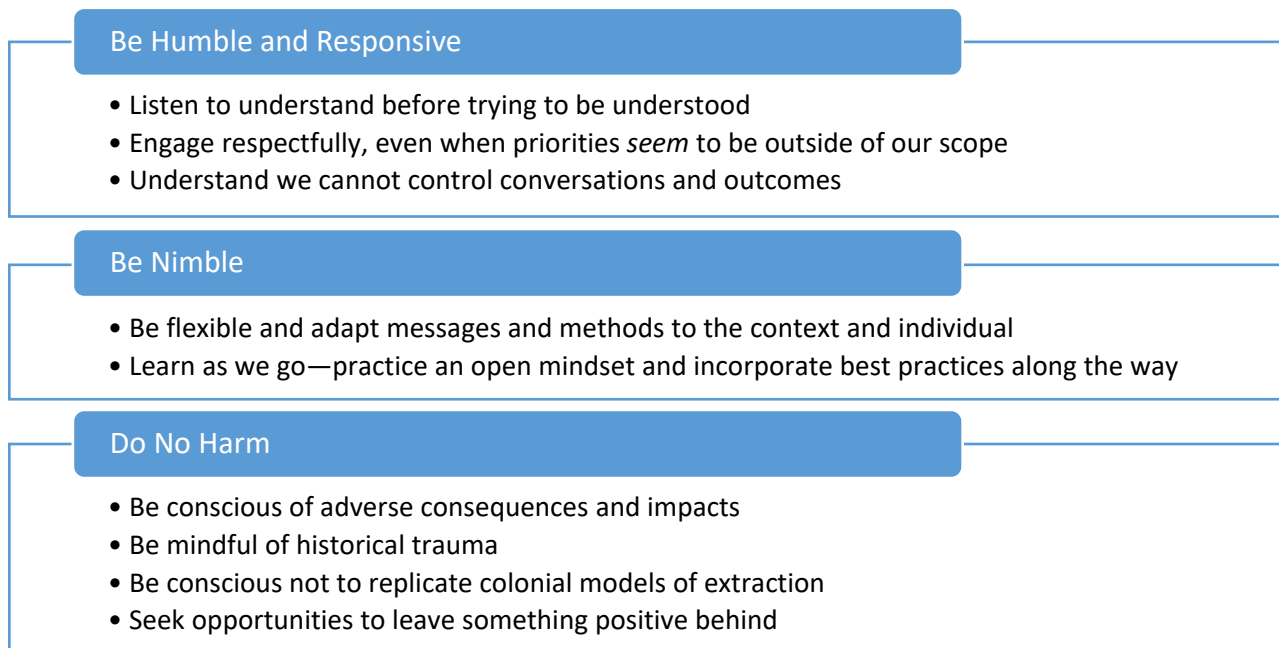 Be Humble and Responsive
• Listen to understand before trying to be understood
• Engage respectfully, even when priorities seem to be outside of our scope
• Understand we cannot control conversations and outcomes
Be Nimble
• Be flexible and adapt messages and methods to the context and individual
• Learn as we go—practice an open mindset and incorporate best practices along the way
Do No Harm
• Be conscious of adverse consequences and impacts
• Be mindful of historical trauma
• Be conscious not to replicate colonial models of extraction
• Seek opportunities to leave something positive behind